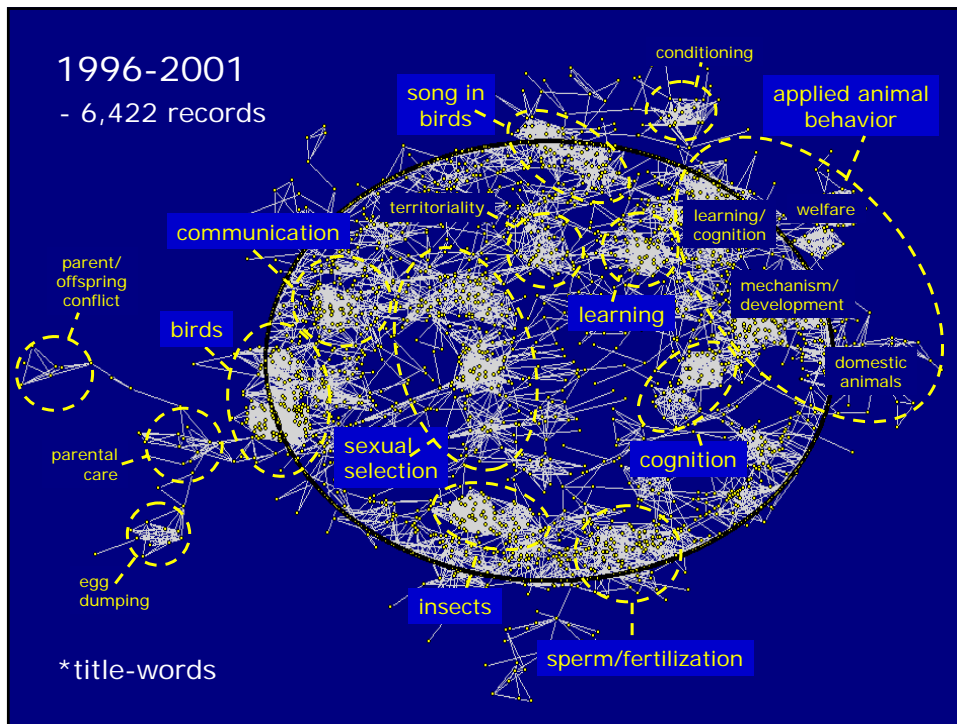 1996-2001
- 6,422 records
conditioning
song in
birds
applied animal
behavior
territoriality
learning/
cognition
welfare
communication
parent/
offspring
conflict
mechanism/
development
birds
learning
domestic
animals
parental
care
sexual
selection
cognition
egg
dumping
insects
sperm/fertilization
*title-words